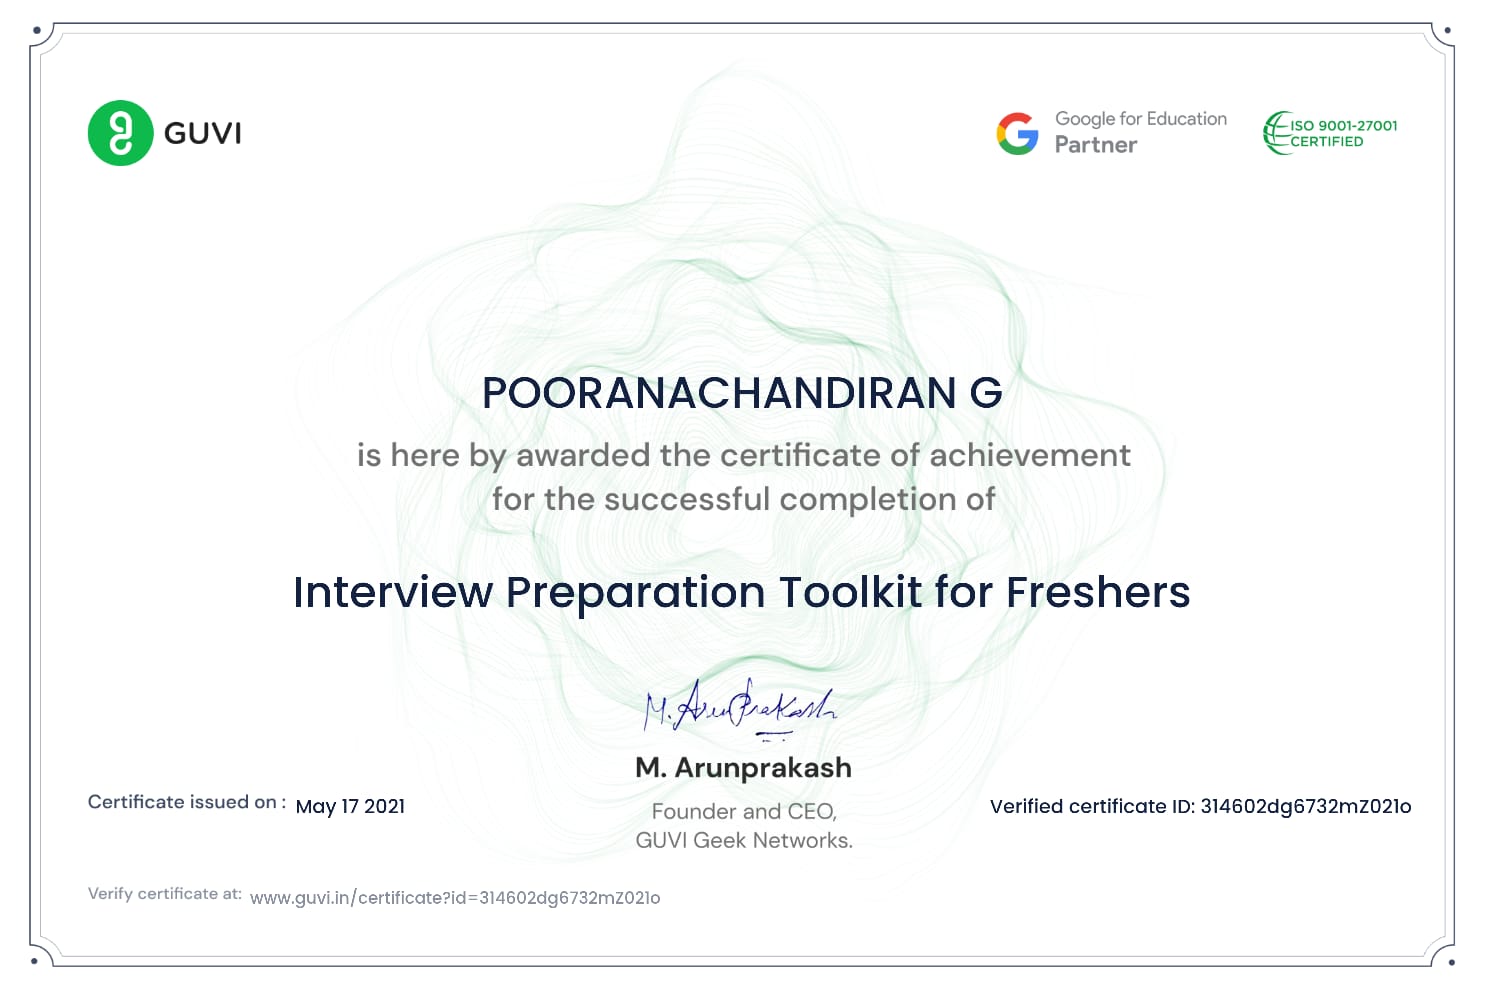 GUVI
Google for Education
Partner
ISO 9001-27001
CERTIFIED
POORANACHANDIRAN G
is here by awarded the certificate of achievement
for the successful completion of
Interview Preparation Toolkit for Freshers
M. Arunprakash
M. Arunprakash
Founder and CEO,
GUVI Geek Networks.
Certificate issued on : May 17 2021
Verified certificate ID: 314602dg6732mZ021o
Verify certificate at: www.guvi.in/certificate?id=314602dg6732mZ021o